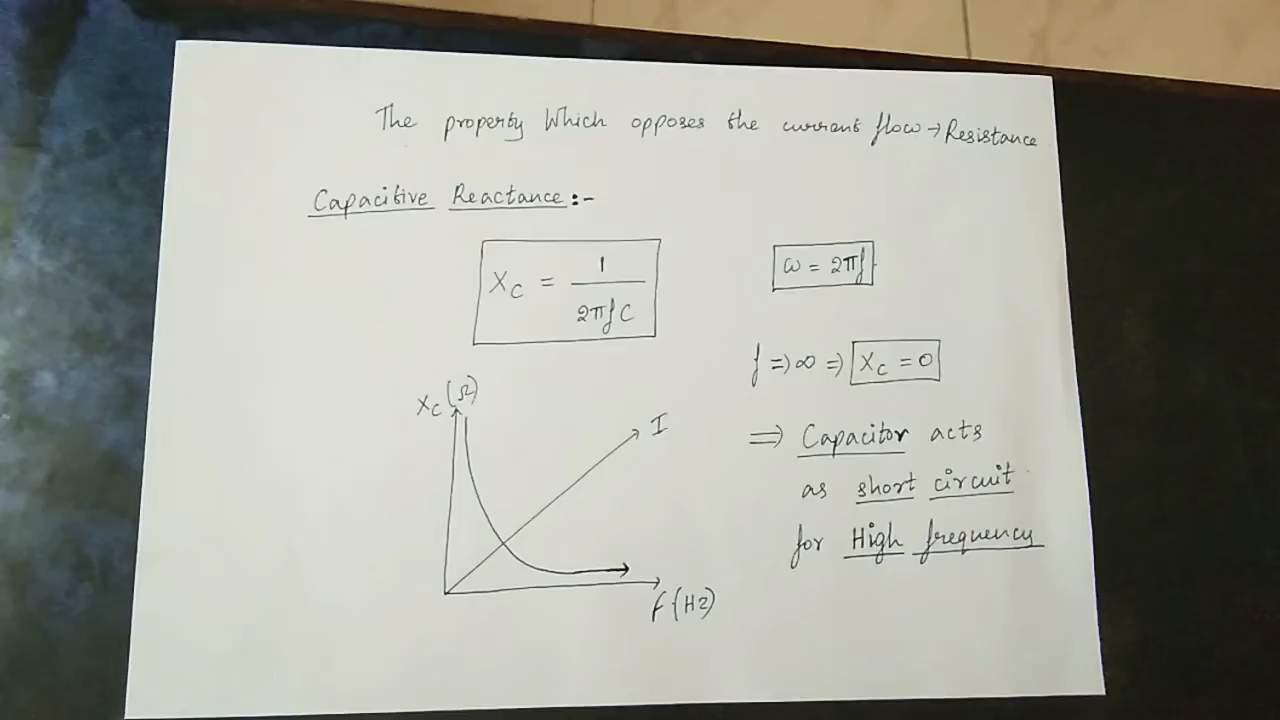 The property Which opposes the current flow → Resistance
Capacitive Reactance :-
X_C = 1 / 2πfC
ω = 2πf
f ⇒ ∞ ⇒ X_C = 0
X_C (Ω)
I
⇒ Capacitor acts
as short circuit
for High frequency
F (HZ)